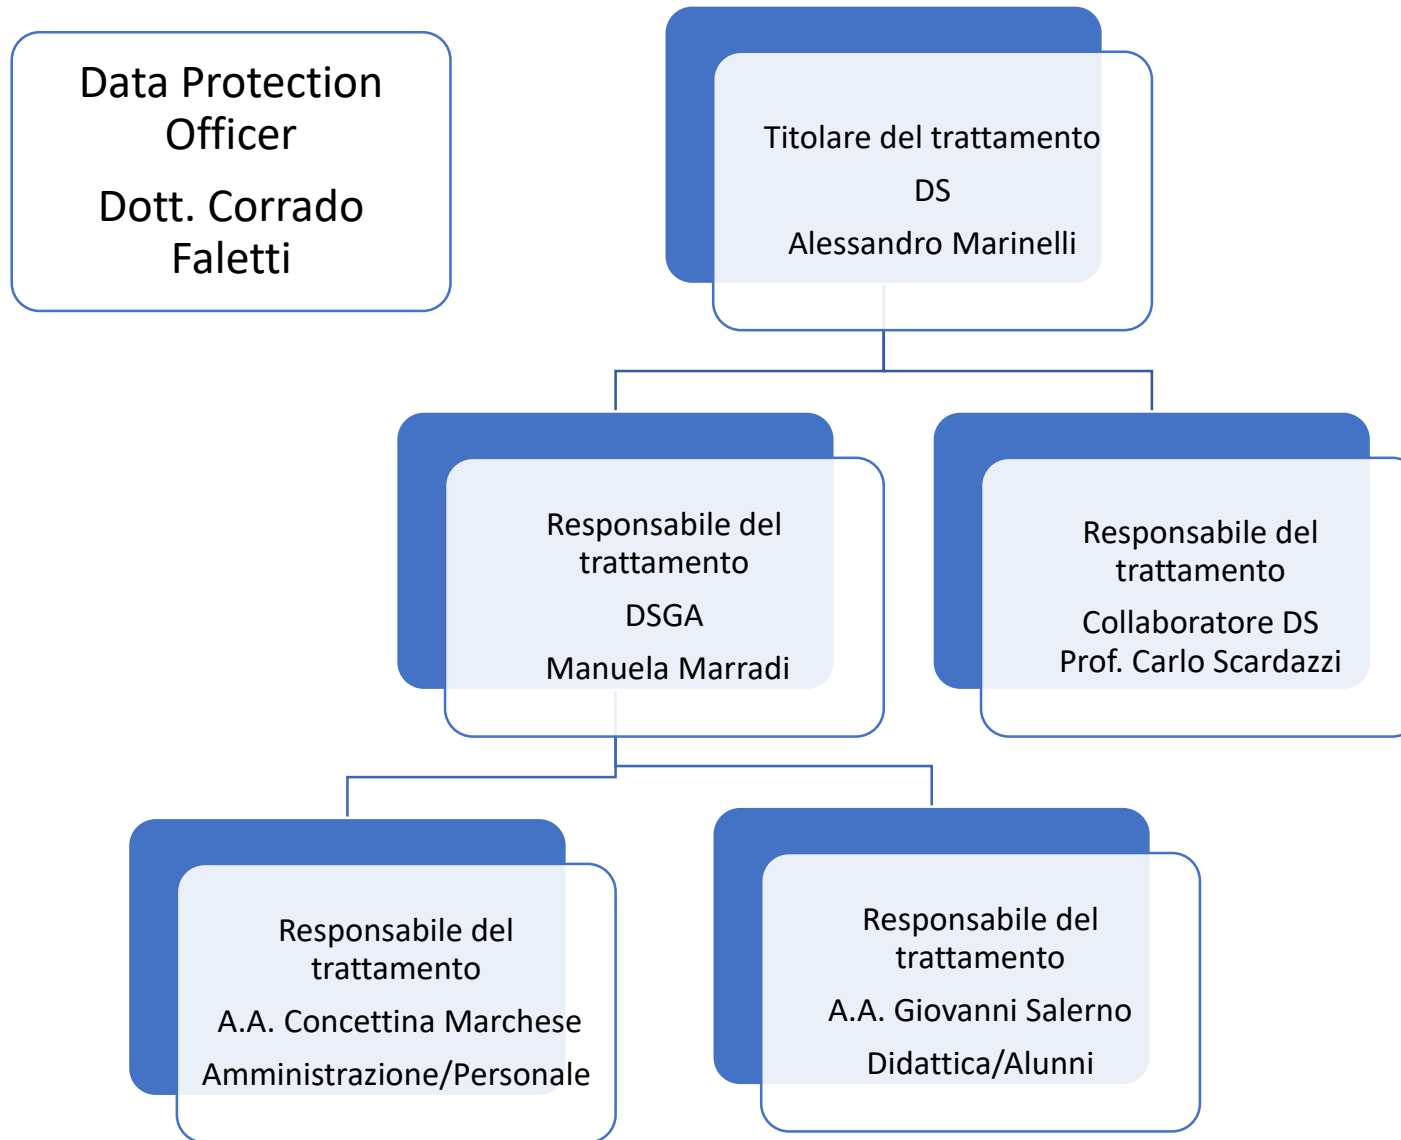 Data Protection
Officer
Dott. Corrado
Faletti
Titolare del trattamento
DS
Alessandro Marinelli
Responsabile del
trattamento
DSGA
Manuela Marradi
Responsabile del
trattamento
Collaboratore DS
Prof. Carlo Scardazzi
Responsabile del
trattamento
A.A. Concettina Marchese
Amministrazione/Personale
Responsabile del
trattamento
A.A. Giovanni Salerno
Didattica/Alunni